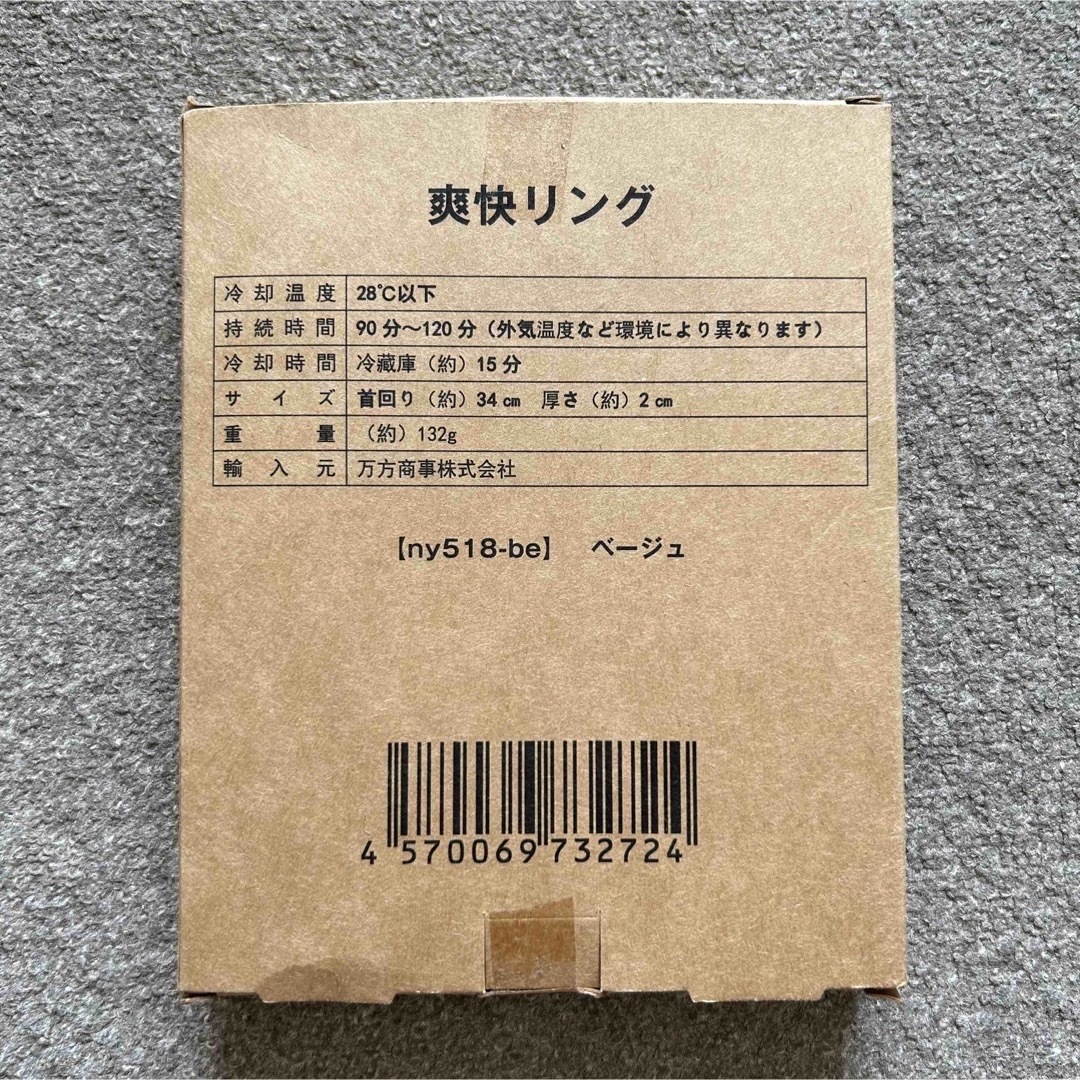 爽快リング
冷却温度 28℃以下
持続時間 90分～120分（外気温度など環境により異なります）
冷却時間 冷蔵庫（約）15分
サイズ 首回り（約）34㎝ 厚さ（約）2㎝
重量 （約）132g
輸入元 万方商事株式会社
【ny518-be】 ベージュ
4 570069 732724